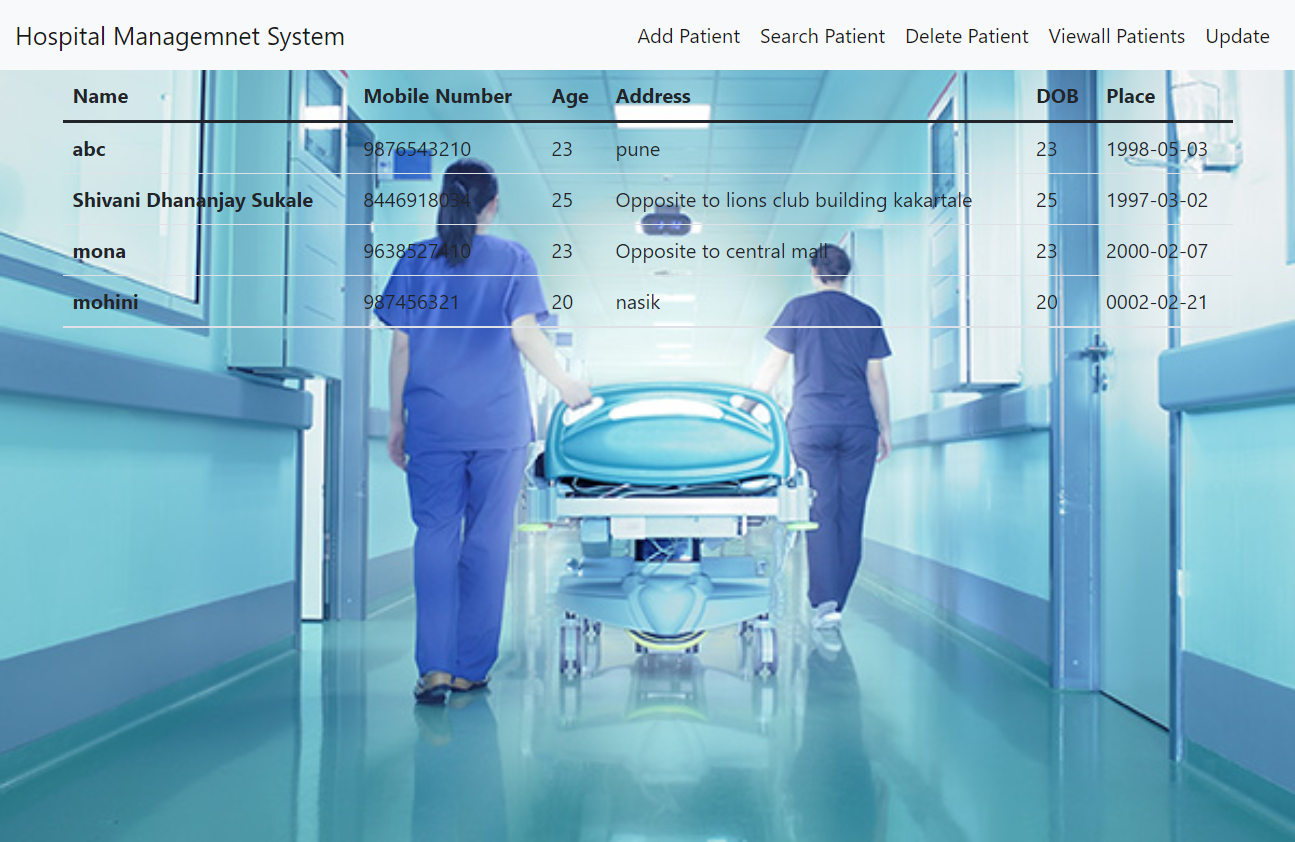 Hospital Managemnet System Add Patient Search Patient Delete Patient Viewall Patients Update
Name Mobile Number Age Address DOB Place
abc 9876543210 23 pune 23 1998-05-03
Shivani Dhananjay Sukale 8446918034 25 Opposite to lions club building kakartale 25 1997-03-02
mona 9638527410 23 Opposite to central mall 23 2000-02-07
mohini 987456321 20 nasik 20 0002-02-21